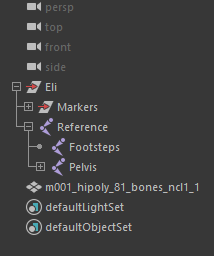 persp
top
front
side
Eli
Markers
Reference
Footsteps
Pelvis
m001_hipoly_81_bones_ncl1_1
defaultLightSet
defaultObjectSet